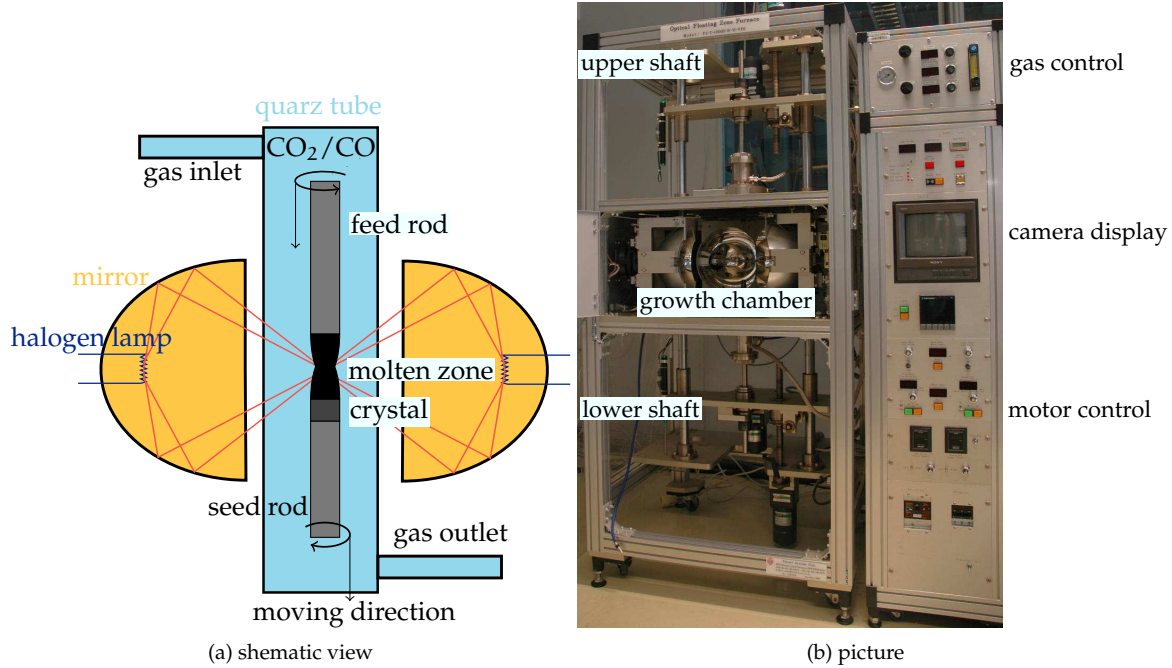 quarz tube
CO₂/CO
gas inlet
feed rod
mirror
halogen lamp
molten zone
crystal
seed rod
gas outlet
moving direction
(a) shematic view
Optical Floating Zone Furnace
upper shaft
gas control
camera display
growth chamber
lower shaft
motor control
(b) picture